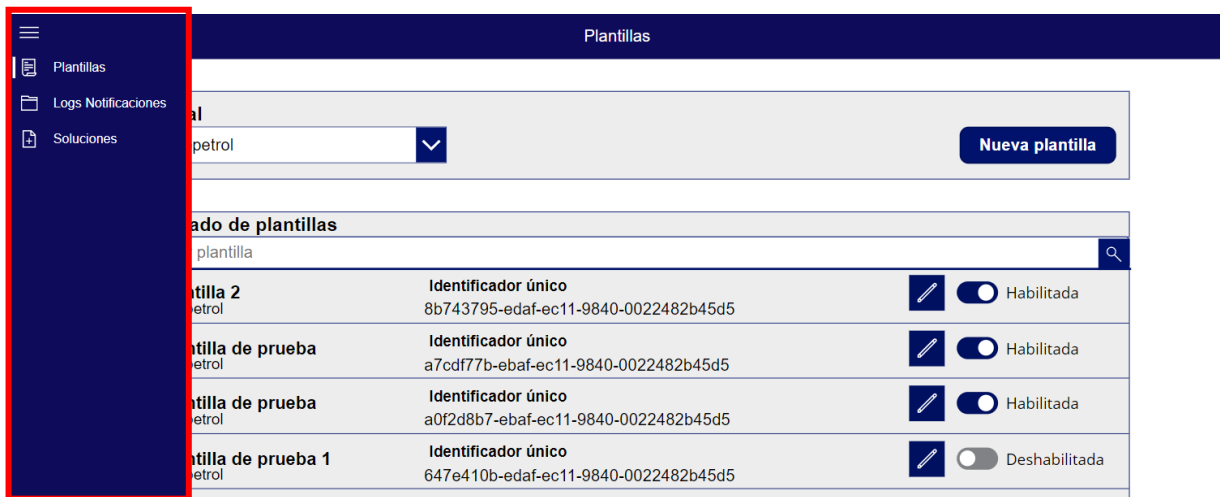 Plantillas
Plantillas
Logs Notificaciones
Soluciones
al
petrol
Nueva plantilla
ado de plantillas
plantilla
ntilla 2
petrol
Identificador único
8b743795-edaf-ec11-9840-0022482b45d5
Habilitada
ntilla de prueba
petrol
Identificador único
a7cdf77b-ebaf-ec11-9840-0022482b45d5
Habilitada
ntilla de prueba
petrol
Identificador único
a0f2d8b7-ebaf-ec11-9840-0022482b45d5
Habilitada
ntilla de prueba 1
petrol
Identificador único
647e410b-edaf-ec11-9840-0022482b45d5
Deshabilitada